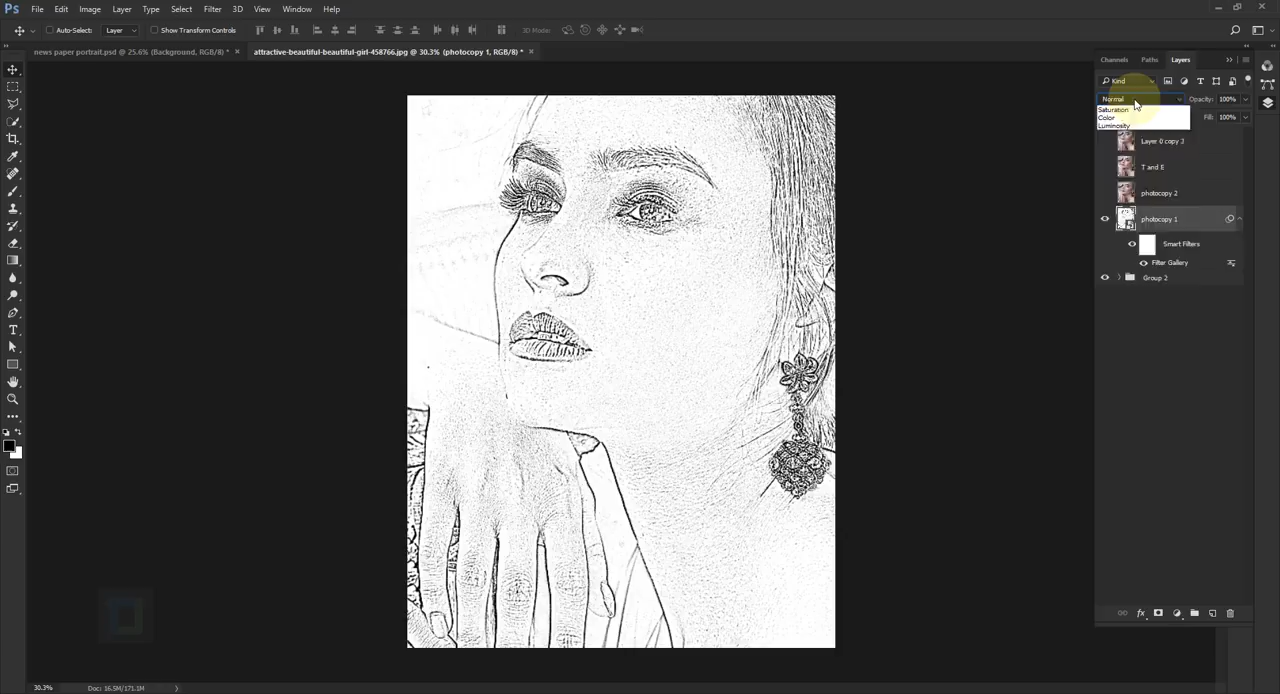 Ps File Edit Image Layer Type Select Filter 3D View Window Help
Auto-Select: Layer Show Transform Controls
news paper portrait.psd @ 25.6% (Background, RGB/8) * × attractive-beautiful-beautiful-girl-458766.jpg @ 30.3% (photocopy 1, RGB/8) * ×
Channels Paths Layers
Kind
Normal Opacity: 100%
Saturation
Color Fill: 100%
Luminosity
Layer 0 copy 3
T and E
photocopy 2
photocopy 1
Smart Filters
Filter Gallery
Group 2
fx
30.3% Doc: 16.5M/171.1M